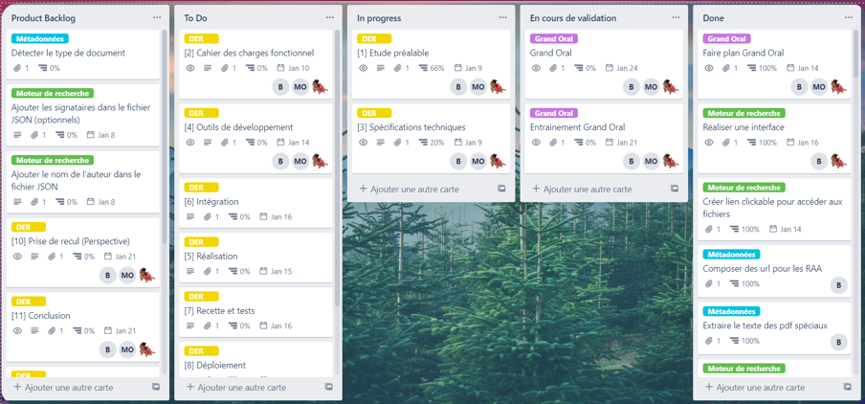 Product Backlog
Métadonnées
Détecter le type de document
1 0%
Moteur de recherche
Ajouter les signataires dans le fichier
JSON (optionnels)
1 0% Jan 8
Moteur de recherche
Ajouter le nom de l'auteur dans le
fichier JSON
1 0% Jan 8
DER
[10] Prise de recul (Perspective)
1 0% Jan 21
B MO
DER
[11] Conclusion
1 0% Jan 21
B MO
DER
+ Ajouter une autre carte
To Do
DER
[2] Cahier des charges fonctionnel
1 0% Jan 10
B MO
DER
[4] Outils de développement
1 0% Jan 14
B MO
DER
[6] Intégration
1 0% Jan 16
DER
[5] Réalisation
1 0% Jan 15
DER
[7] Recette et tests
1 0% Jan 16
DER
[8] Déploiement
+ Ajouter une autre carte
In progress
DER
[1] Etude préalable
1 66% Jan 9
B MO
DER
[3] Spécifications techniques
1 20% Jan 9
B MO
+ Ajouter une autre carte
En cours de validation
Grand Oral
Grand Oral
1 0% Jan 24
B MO
Grand Oral
Entrainement Grand Oral
1 0% Jan 21
B MO
+ Ajouter une autre carte
Done
Grand Oral
Faire plan Grand Oral
1 100% Jan 14
B MO
Moteur de recherche
Réaliser une interface
1 100% Jan 16
B
Moteur de recherche
Créer lien clickable pour accéder aux
fichiers
1 100% Jan 14
Métadonnées
Composer des url pour les RAA
1 100%
B
Métadonnées
Extraire le texte des pdf spéciaux
1 100%
B
Moteur de recherche
+ Ajouter une autre carte